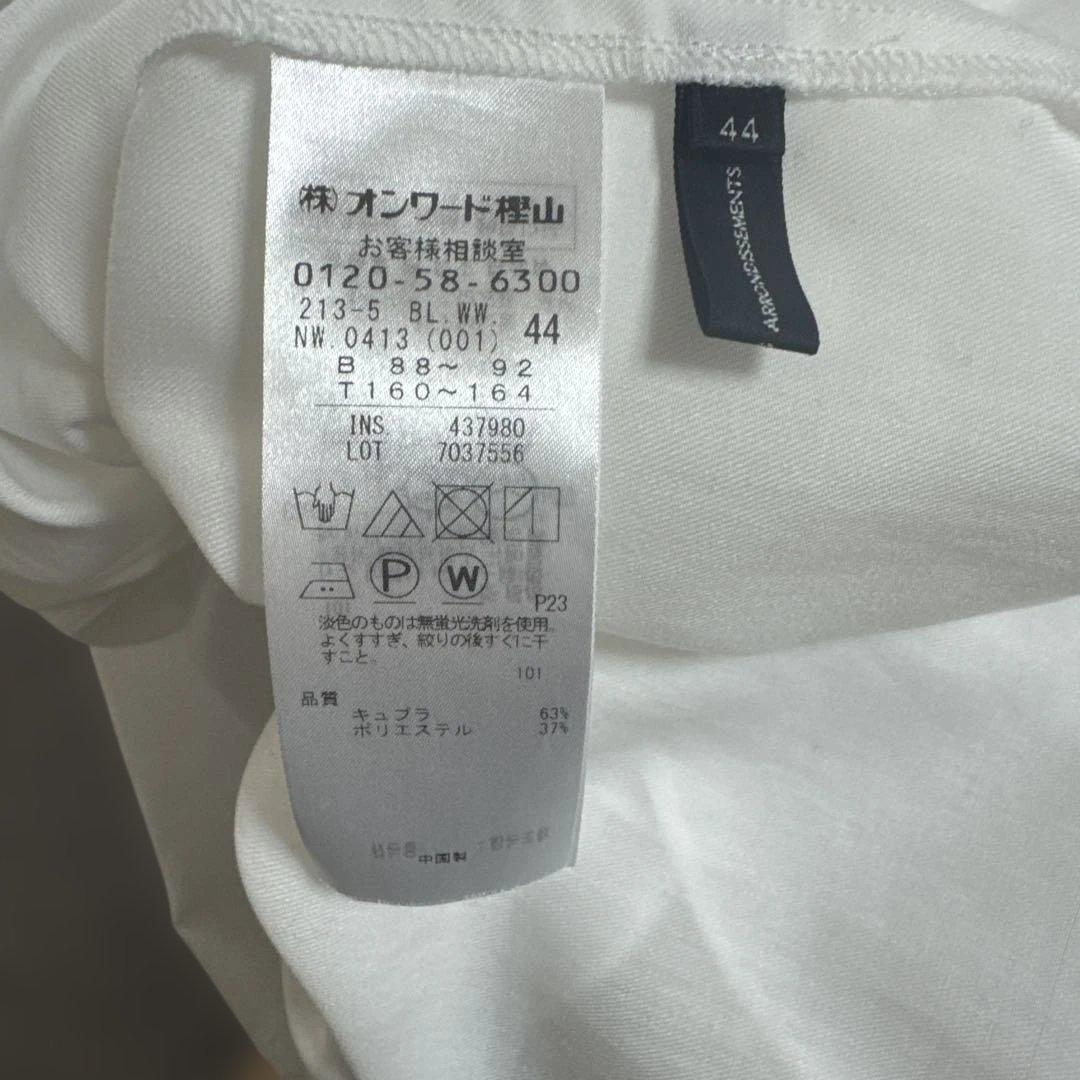 (株)オンワード樫山
お客様相談室
0120-58-6300
213-5 BL.WW.
NW.0413 (001) 44
B 88～ 92
T160～164
INS 437980
LOT 7037556
P
W
P23
淡色のものは無蛍光洗剤を使用。
よくすすぎ、絞りの後すぐに干
すこと。
101
品質
キュプラ 63%
ポリエステル 37%
中国製
44
ARRONDISSEMENTS